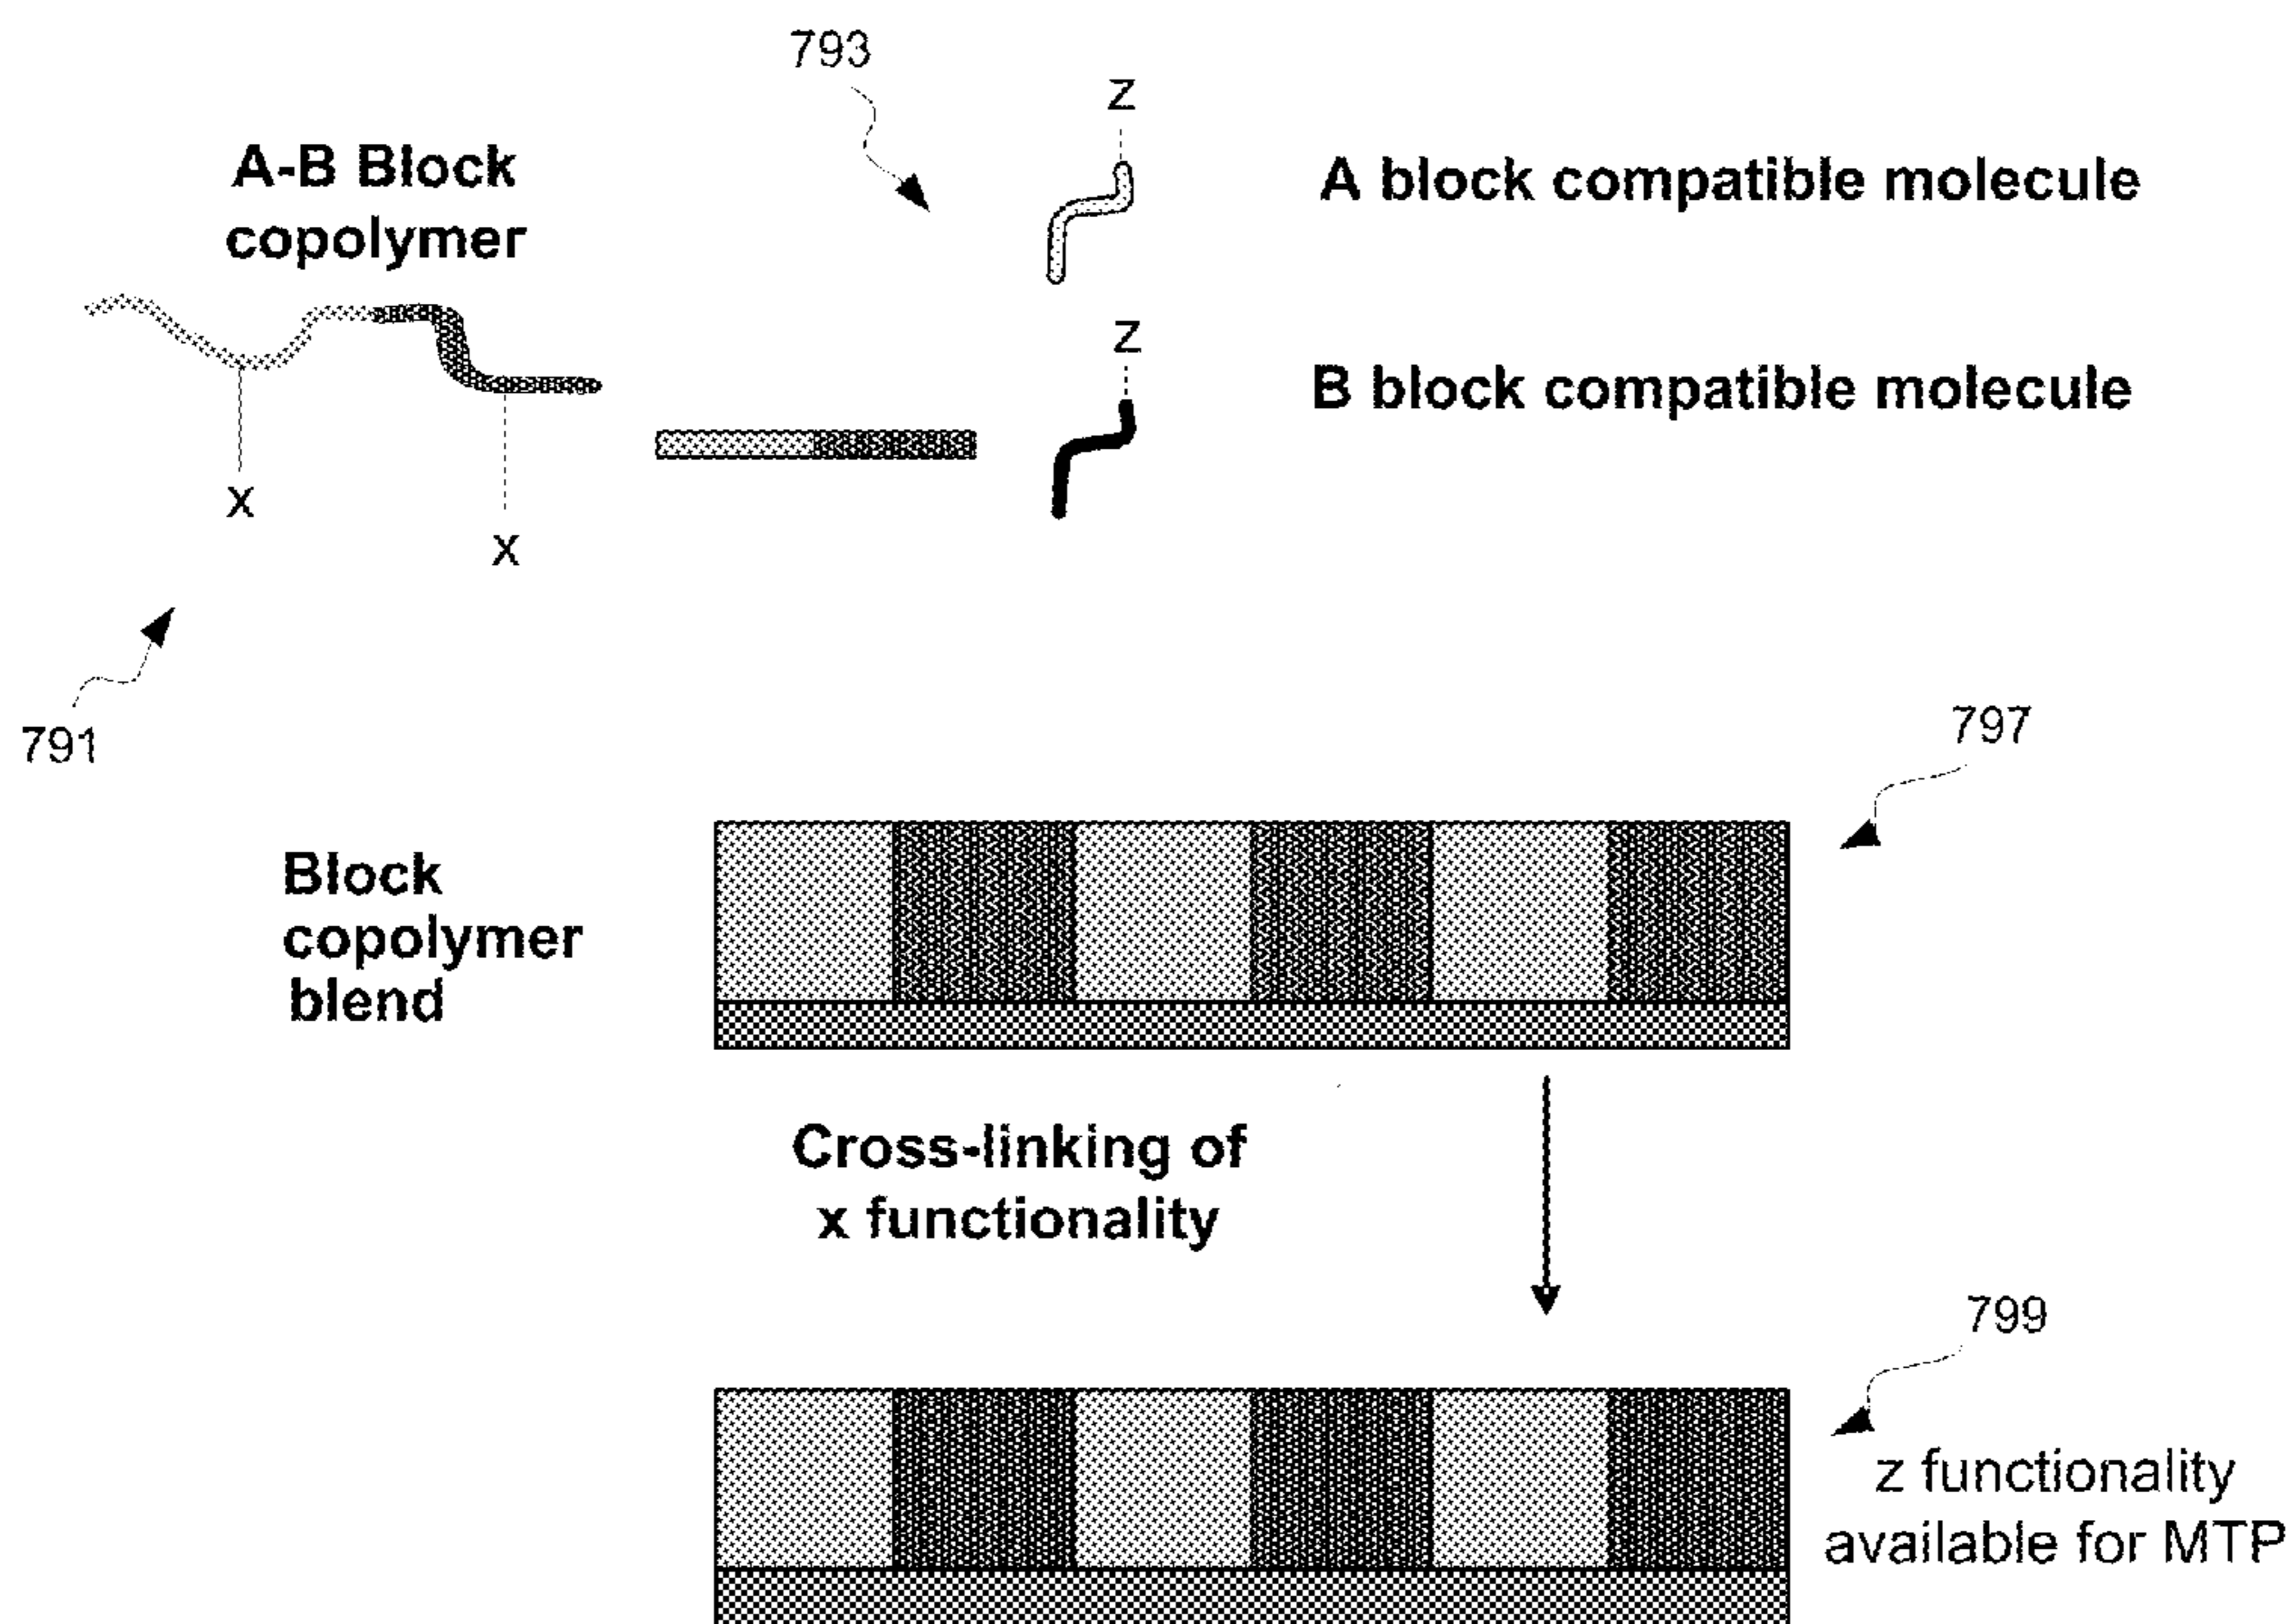 793
z
A-B Block
copolymer
A block compatible molecule
z
B block compatible molecule
x
x
791
797
Block
copolymer
blend
Cross-linking of
x functionality
799
z functionality
available for MTP